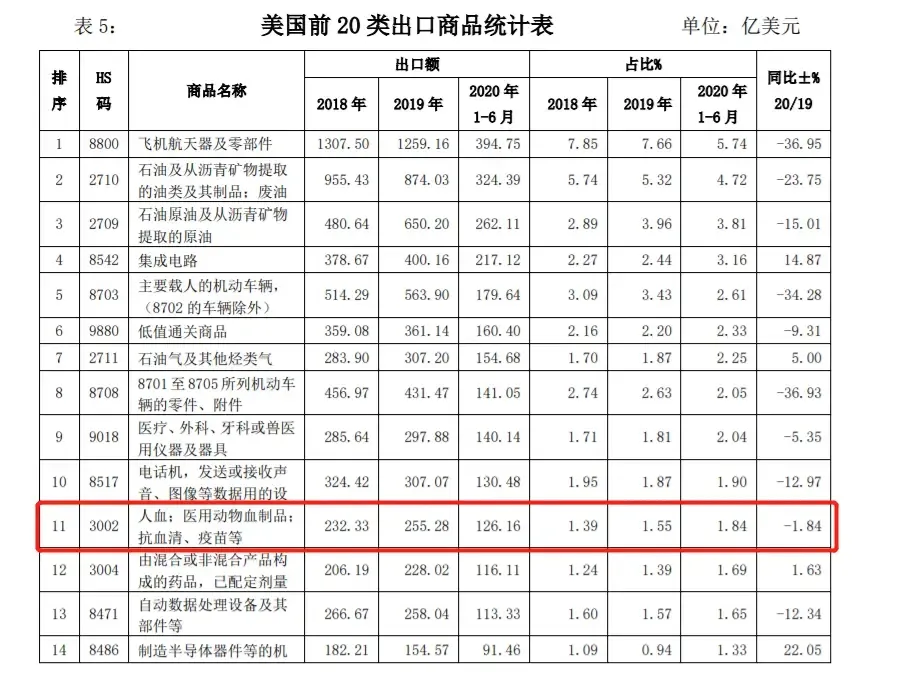 表 5： 美国前 20 类出口商品统计表 单位：亿美元
排序 HS码 商品名称 出口额 占比% 同比±% 20/19
2018 年 2019 年 2020 年 1-6 月 2018 年 2019 年 2020 年 1-6 月
1 8800 飞机航天器及零部件 1307.50 1259.16 394.75 7.85 7.66 5.74 -36.95
2 2710 石油及从沥青矿物提取的油类及其制品；废油 955.43 874.03 324.39 5.74 5.32 4.72 -23.75
3 2709 石油原油及从沥青矿物提取的原油 480.64 650.20 262.11 2.89 3.96 3.81 -15.01
4 8542 集成电路 378.67 400.16 217.12 2.27 2.44 3.16 14.87
5 8703 主要载人的机动车辆，（8702 的车辆除外） 514.29 563.90 179.64 3.09 3.43 2.61 -34.28
6 9880 低值通关商品 359.08 361.14 160.40 2.16 2.20 2.33 -9.31
7 2711 石油气及其他烃类气 283.90 307.20 154.68 1.70 1.87 2.25 5.00
8 8708 8701 至 8705 所列机动车辆的零件、附件 456.97 431.47 141.05 2.74 2.63 2.05 -36.93
9 9018 医疗、外科、牙科或兽医用仪器及器具 285.64 297.88 140.14 1.71 1.81 2.04 -5.35
10 8517 电话机，发送或接收声音、图像等数据用的设 324.42 307.07 130.48 1.95 1.87 1.90 -12.97
11 3002 人血；医用动物血制品；抗血清、疫苗等 232.33 255.28 126.16 1.39 1.55 1.84 -1.84
12 3004 由混合或非混合产品构成的药品，已配定剂量 206.19 228.02 116.11 1.24 1.39 1.69 1.63
13 8471 自动数据处理设备及其部件等 266.67 258.04 113.33 1.60 1.57 1.65 -12.34
14 8486 制造半导体器件等的机 182.21 154.57 91.46 1.09 0.94 1.33 22.05